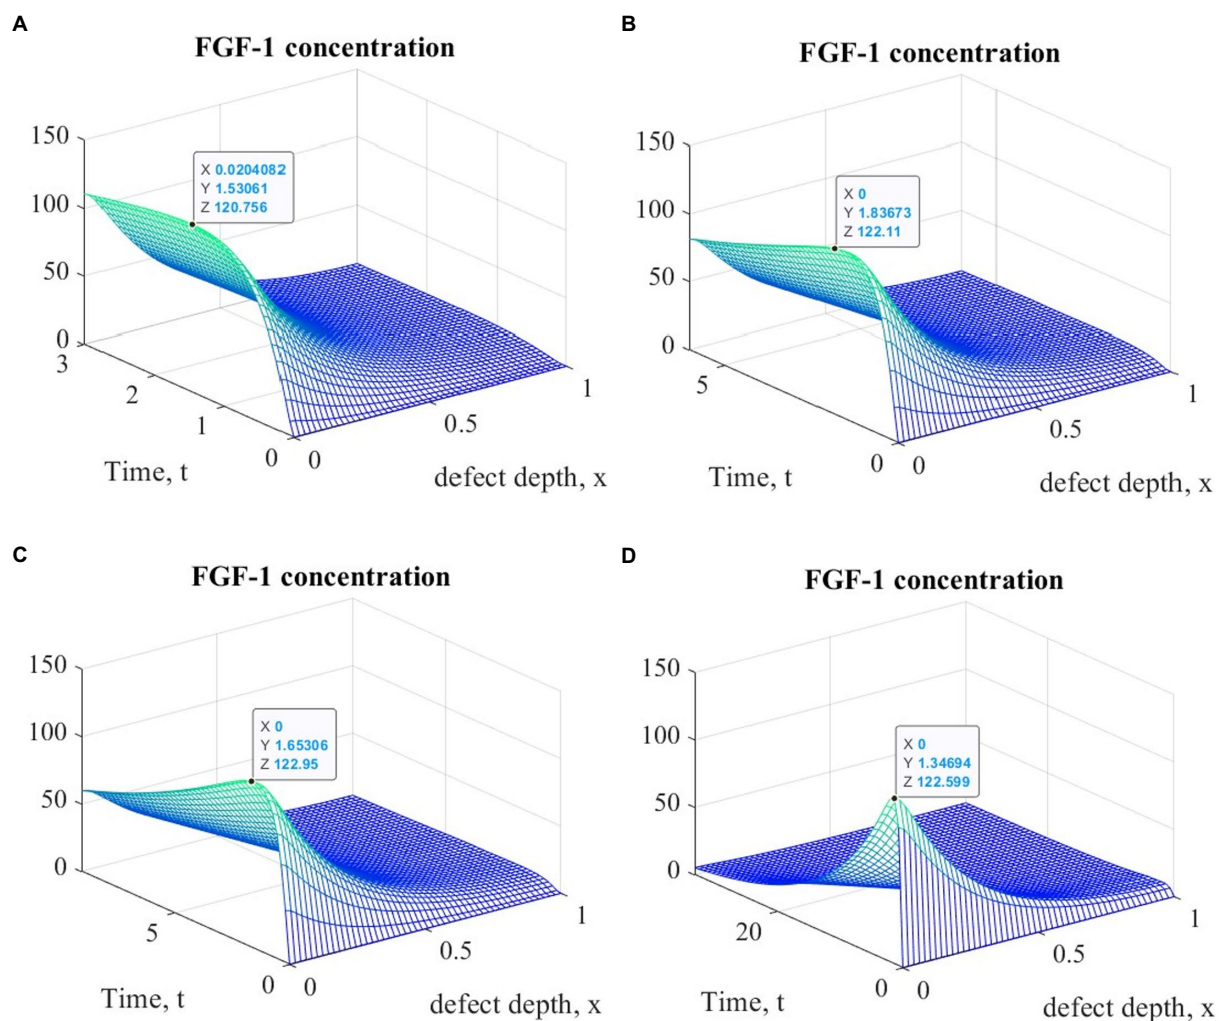 A
FGF-1 concentration
150
100
50
0
X 0.0204082
Y 1.53061
Z 120.756
3
2
1
0
0
0.5
1
Time, t
defect depth, x
B
FGF-1 concentration
150
100
50
0
X 0
Y 1.83673
Z 122.11
5
0
0
0.5
1
Time, t
defect depth, x
C
FGF-1 concentration
150
100
50
0
X 0
Y 1.65306
Z 122.95
5
0
0
0.5
1
Time, t
defect depth, x
D
FGF-1 concentration
150
100
50
0
X 0
Y 1.34694
Z 122.599
20
0
0
0.5
1
Time, t
defect depth, x